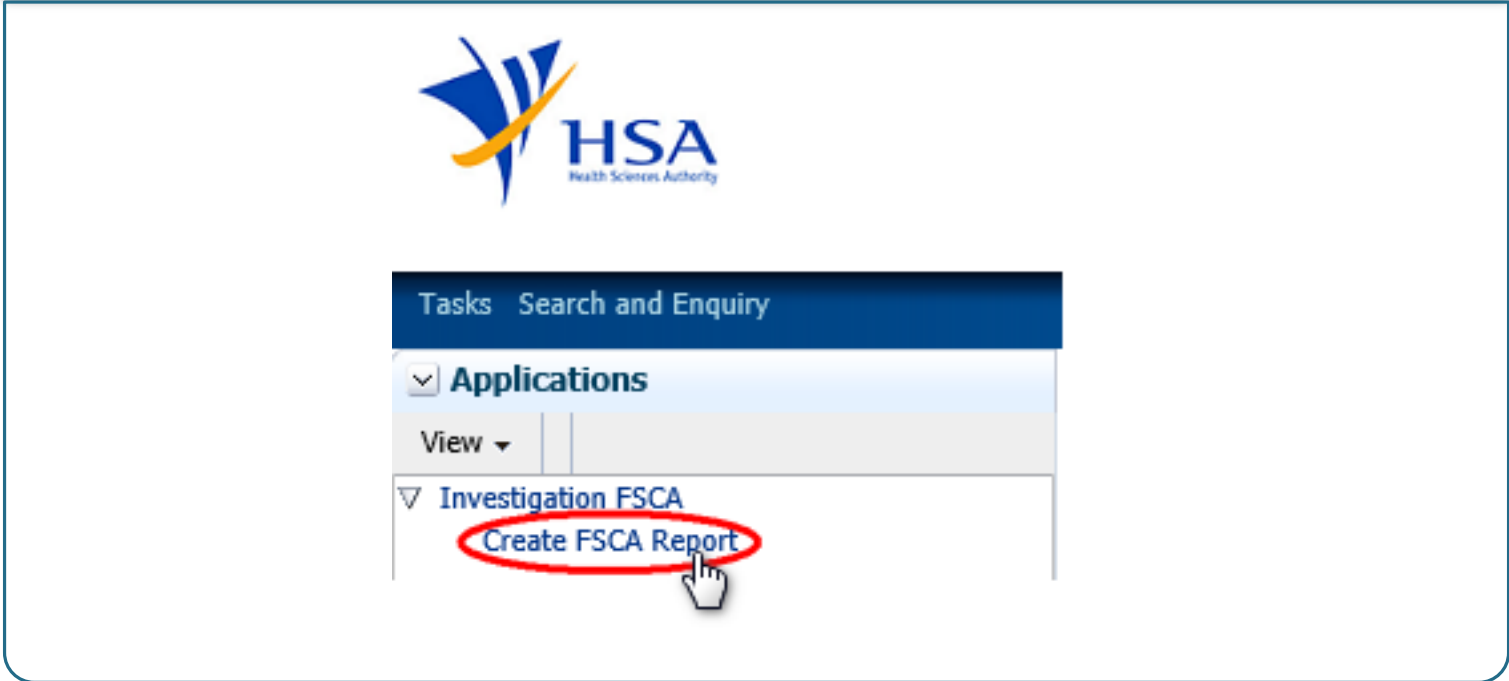 HSA
Health Sciences Authority
Tasks Search and Enquiry
Applications
View
Investigation FSCA
Create FSCA Report